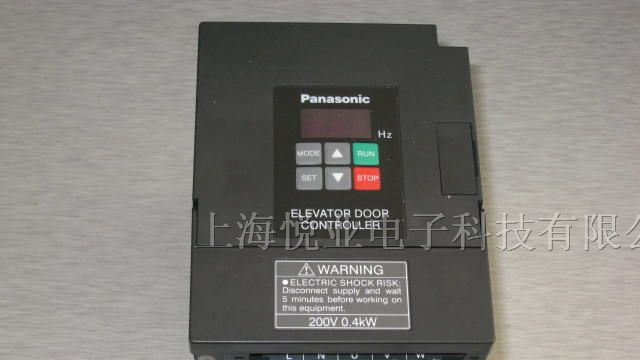 Panasonic
Hz
MODE ▲ RUN
SET ▼ STOP
ELEVATOR DOOR
CONTROLLER
上海悦业电子科技有限公
⚠ WARNING
● ELECTRIC SHOCK RISK:
Disconnect supply and wait
5 minutes before working on
this equipment.
200V 0.4kW
L N U V W